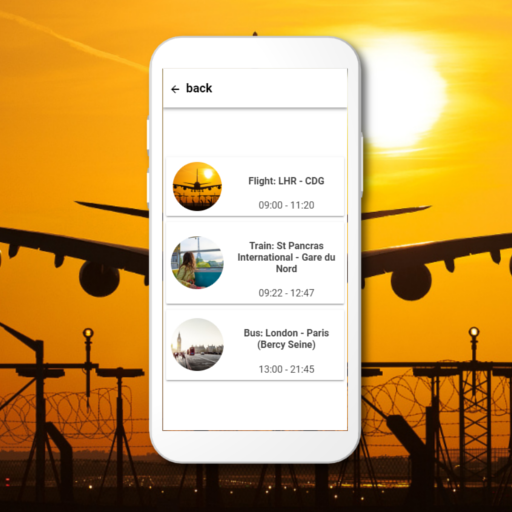 back
Flight: LHR - CDG
09:00 - 11:20
Train: St Pancras
International - Gare du
Nord
09:22 - 12:47
Bus: London - Paris
(Bercy Seine)
13:00 - 21:45